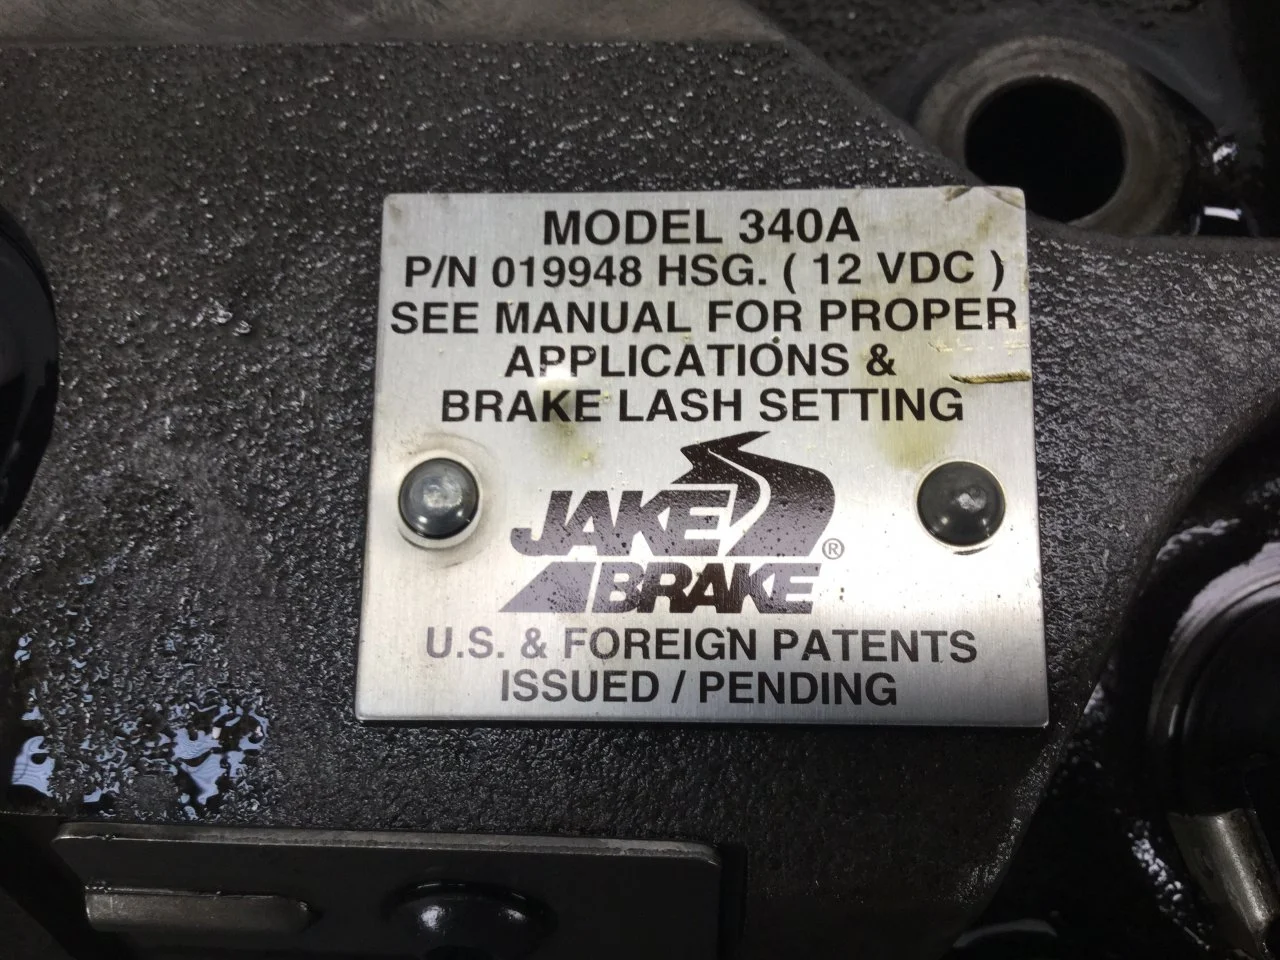 MODEL 340A
P/N 019948 HSG. ( 12 VDC )
SEE MANUAL FOR PROPER
APPLICATIONS &
BRAKE LASH SETTING
JAKE
BRAKE ®
U.S. & FOREIGN PATENTS
ISSUED / PENDING